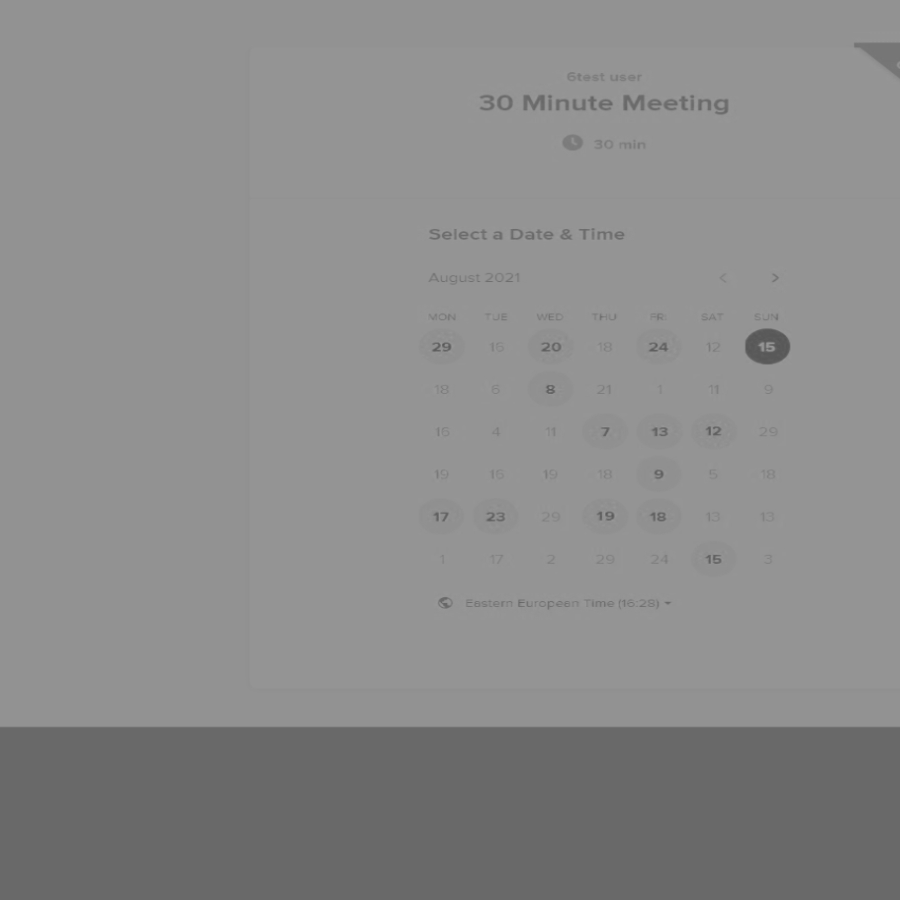 6test user
30 Minute Meeting
30 min
Select a Date & Time
August 2021
MON TUE WED THU FRI SAT SUN
29 16 20 18 24 12 15
18 6 8 21 1 11 9
16 4 11 7 13 12 29
19 16 19 18 9 5 18
17 23 29 19 18 13 13
1 17 2 29 24 15 3
Eastern European Time (16:28)